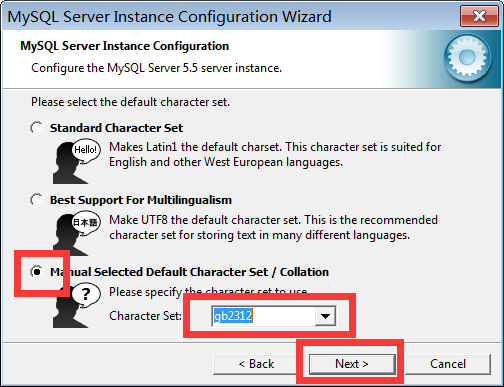 MySQL Server Instance Configuration Wizard
MySQL Server Instance Configuration
Configure the MySQL Server 5.5 server instance.
Please select the default character set.
Standard Character Set
Hello!
Makes Latin1 the default charset. This character set is suited for
English and other West European languages.
Best Support For Multilingualism
日本語
Make UTF8 the default character set. This is the recommended
character set for storing text in many different languages.
Manual Selected Default Character Set / Collation
?
Please specify the character set to use.
Character Set:
gb2312
< Back
Next >
Cancel